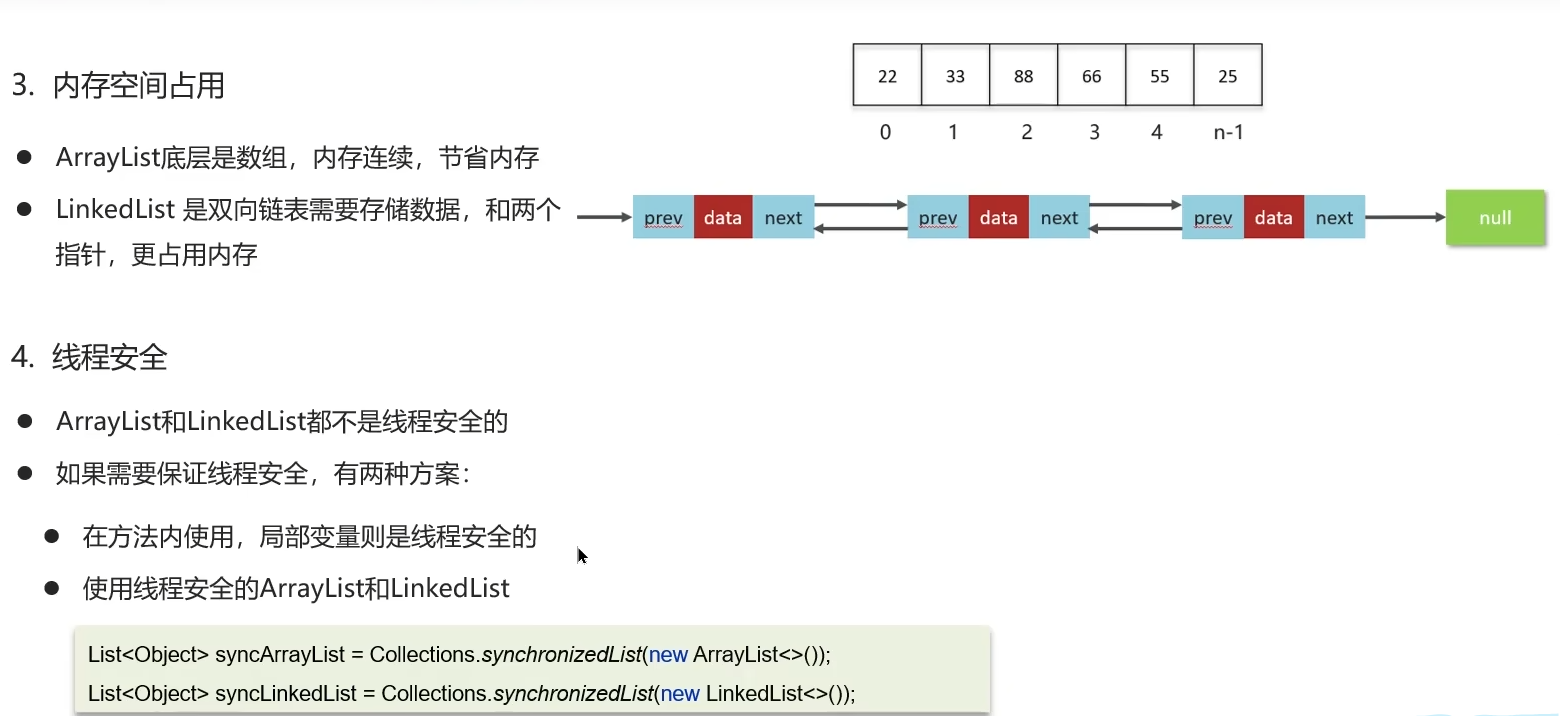 3. 内存空间占用
22 33 88 66 55 25
0 1 2 3 4 n-1
● ArrayList底层是数组，内存连续，节省内存
● LinkedList 是双向链表需要存储数据，和两个
指针，更占用内存
prev data next prev data next prev data next null
4. 线程安全
● ArrayList和LinkedList都不是线程安全的
● 如果需要保证线程安全，有两种方案：
● 在方法内使用，局部变量则是线程安全的
● 使用线程安全的ArrayList和LinkedList
List<Object> syncArrayList = Collections.synchronizedList(new ArrayList<>());
List<Object> syncLinkedList = Collections.synchronizedList(new LinkedList<>());